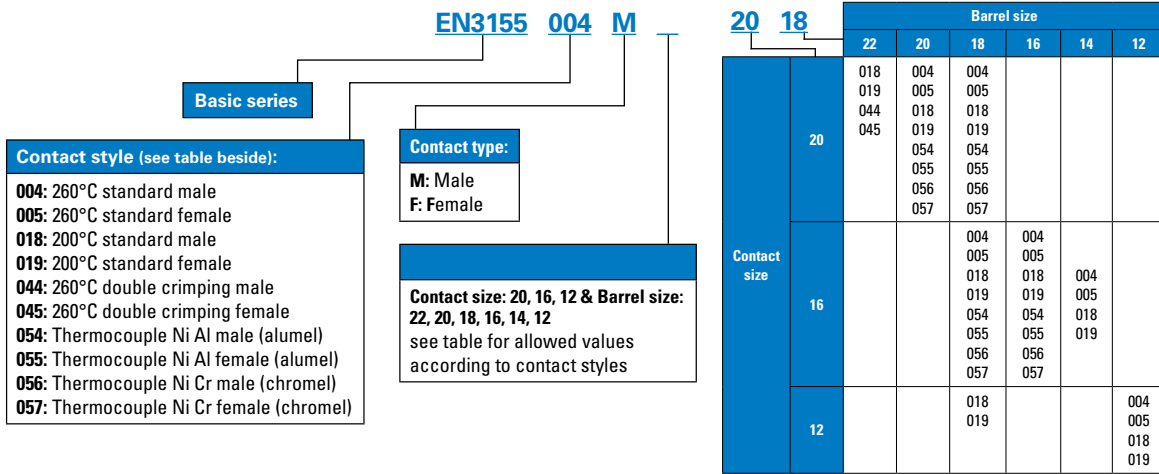 EN3155 004 M _ 20 18
Basic series
Contact style (see table beside):
004: 260°C standard male
005: 260°C standard female
018: 200°C standard male
019: 200°C standard female
044: 260°C double crimping male
045: 260°C double crimping female
054: Thermocouple Ni Al male (alumel)
055: Thermocouple Ni Al female (alumel)
056: Thermocouple Ni Cr male (chromel)
057: Thermocouple Ni Cr female (chromel)
Contact type:
M: Male
F: Female
Contact size: 20, 16, 12 & Barrel size:
22, 20, 18, 16, 14, 12
see table for allowed values
according to contact styles
Barrel size
22 20 18 16 14 12
Contact
size
20
018 004 004
019 005 005
044 018 018
045 019 019
054 054
055 055
056 056
057 057
16
004 004
005 005
018 018 004
019 019 005
054 054 018
055 055 019
056 056
057 057
12
018 004
019 005
018
019